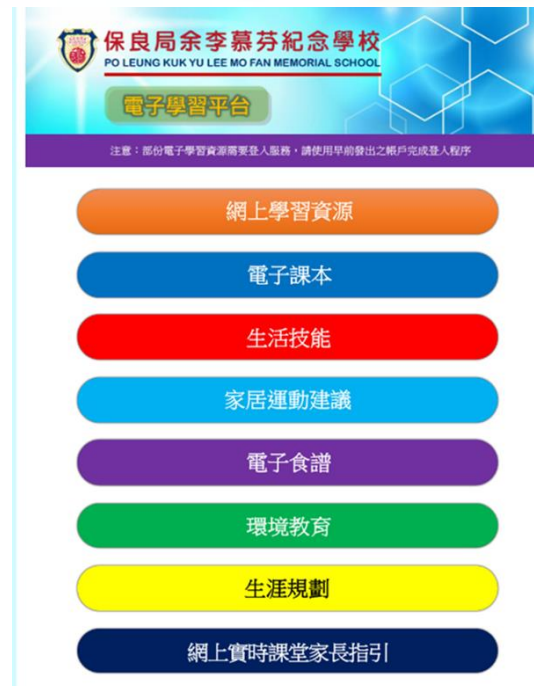 保良局余李慕芬紀念學校
PO LEUNG KUK YU LEE MO FAN MEMORIAL SCHOOL
電子學習平台
注意：部份電子學習資源需要登入服務，請使用早前發出之帳戶完成登入程序
網上學習資源
電子課本
生活技能
家居運動建議
電子食譜
環境教育
生涯規劃
網上實時課堂家長指引